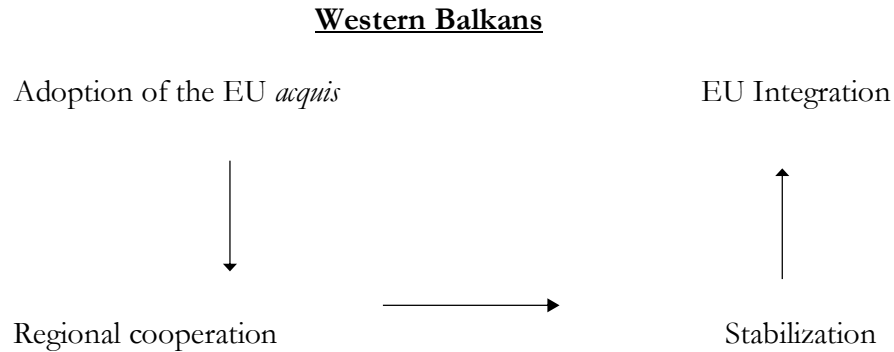 Western Balkans
Adoption of the EU acquis
EU Integration
Regional cooperation
Stabilization